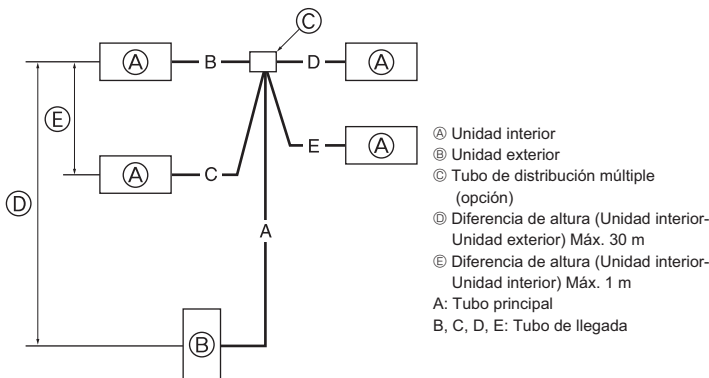 Ⓒ
Ⓐ B D Ⓐ
Ⓔ
Ⓐ C E Ⓐ
Ⓓ
A
Ⓑ
Ⓐ Unidad interior
Ⓑ Unidad exterior
Ⓒ Tubo de distribución múltiple
(opción)
Ⓓ Diferencia de altura (Unidad interior-
Unidad exterior) Máx. 30 m
Ⓔ Diferencia de altura (Unidad interior-
Unidad interior) Máx. 1 m
A: Tubo principal
B, C, D, E: Tubo de llegada